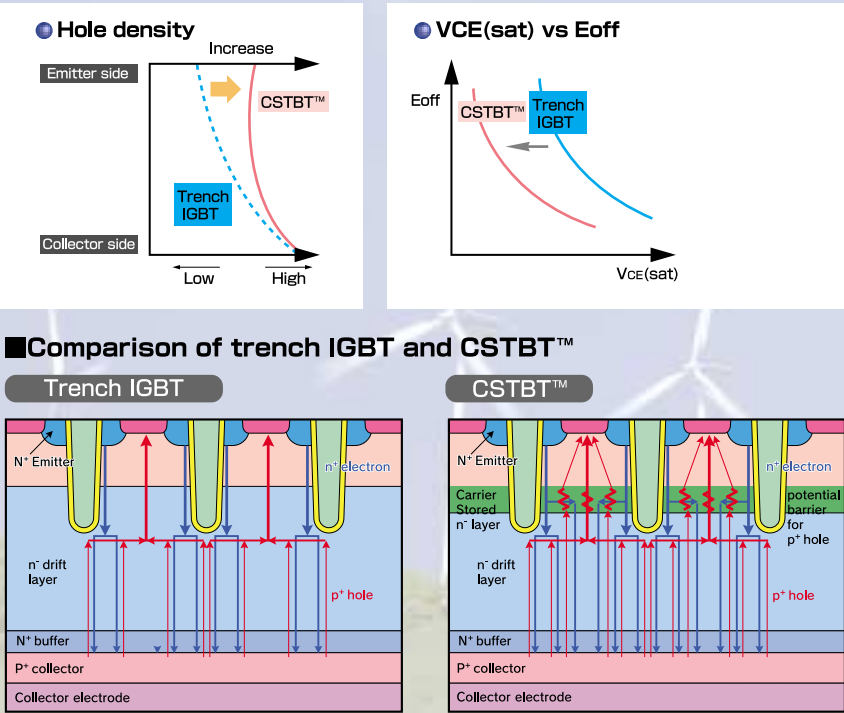 Hole density
Increase
Emitter side
CSTBT™
Trench
IGBT
Collector side
Low
High
VCE(sat) vs Eoff
Eoff
CSTBT™
Trench
IGBT
VCE(sat)
■Comparison of trench IGBT and CSTBT™
Trench IGBT
N⁺ Emitter
n⁺ electron
n⁻ drift
layer
p⁺ hole
N⁺ buffer
P⁺ collector
Collector electrode
CSTBT™
N⁺ Emitter
n⁺ electron
Carrier
Stored
n⁻ layer
potential
barrier
for
p⁺ hole
n⁻ drift
layer
p⁺ hole
N⁺ buffer
P⁺ collector
Collector electrode